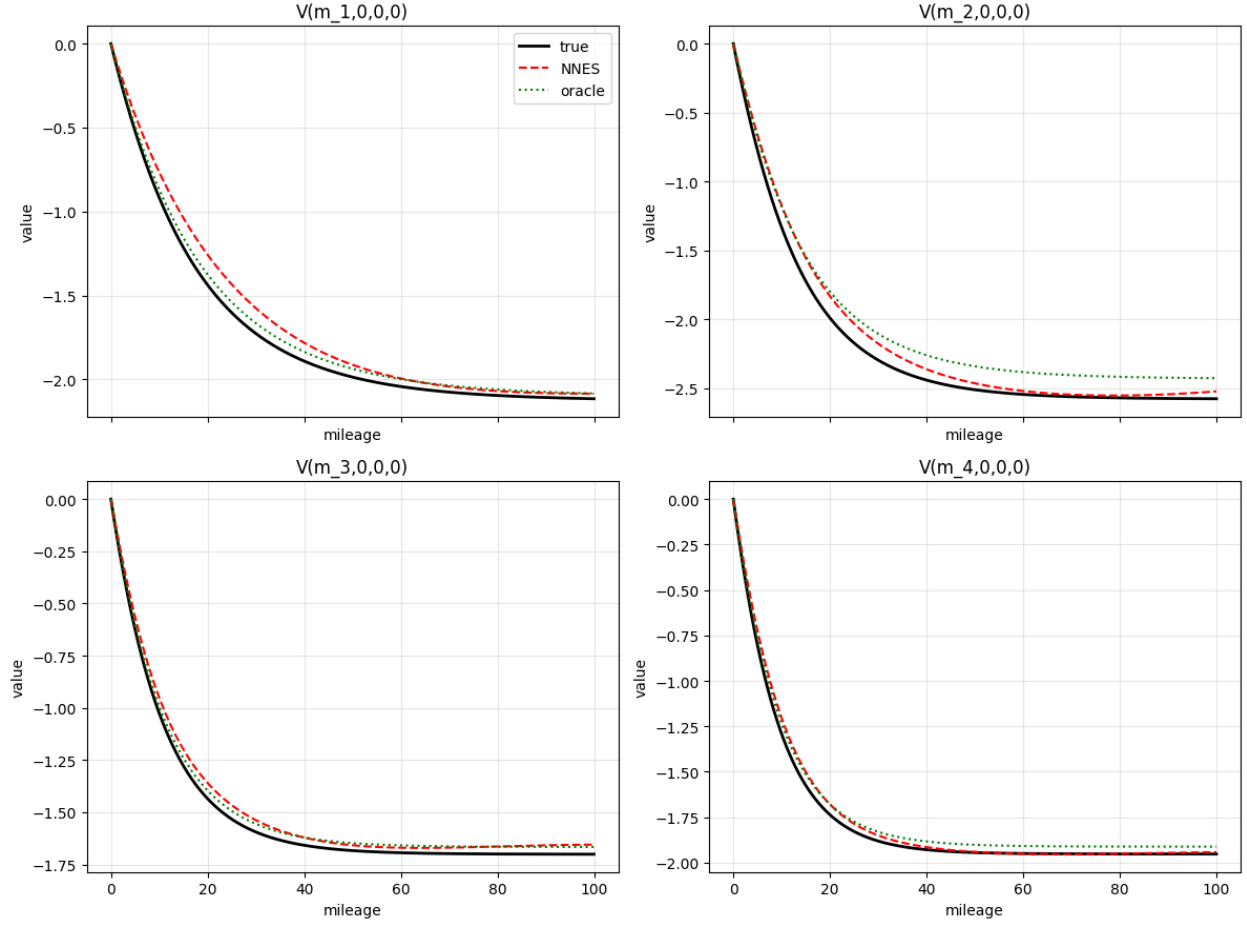 V(m_1,0,0,0)
0.0
−0.5
−1.0
−1.5
−2.0
value
mileage
true
NNES
oracle
V(m_2,0,0,0)
0.0
−0.5
−1.0
−1.5
−2.0
−2.5
value
mileage
V(m_3,0,0,0)
0.00
−0.25
−0.50
−0.75
−1.00
−1.25
−1.50
−1.75
value
0
20
40
60
80
100
mileage
V(m_4,0,0,0)
0.00
−0.25
−0.50
−0.75
−1.00
−1.25
−1.50
−1.75
−2.00
value
0
20
40
60
80
100
mileage